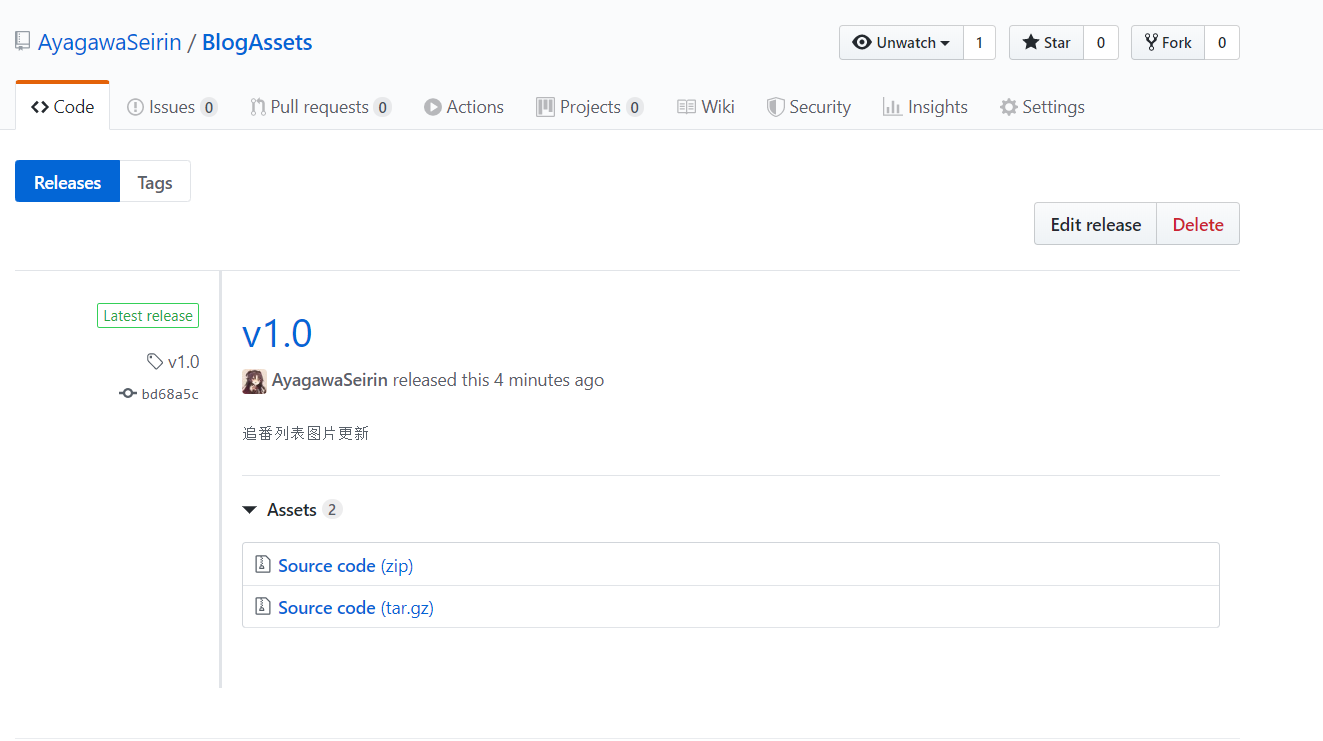 AyagawaSeirin / BlogAssets
Unwatch 1
Star 0
Fork 0
Code
Issues 0
Pull requests 0
Actions
Projects 0
Wiki
Security
Insights
Settings
Releases
Tags
Edit release
Delete
Latest release
v1.0
bd68a5c
v1.0
AyagawaSeirin released this 4 minutes ago
追番列表图片更新
Assets 2
Source code (zip)
Source code (tar.gz)